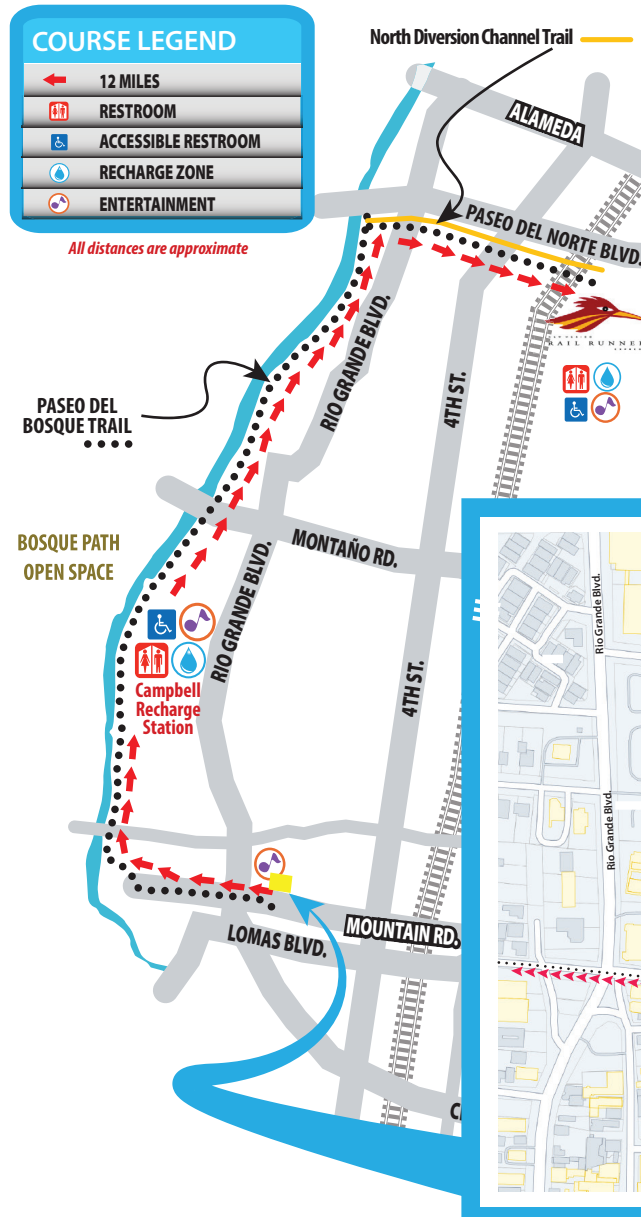 COURSE LEGEND
12 MILES
RESTROOM
ACCESSIBLE RESTROOM
RECHARGE ZONE
ENTERTAINMENT
All distances are approximate
North Diversion Channel Trail
ALAMEDA
PASEO DEL NORTE BLVD.
RIO GRANDE BLVD.
4TH ST.
RAIL RUNNE
PASEO DEL
BOSQUE TRAIL
BOSQUE PATH
OPEN SPACE
MONTAÑO RD.
RIO GRANDE BLVD.
4TH ST.
Campbell
Recharge
Station
MOUNTAIN RD.
LOMAS BLVD.
Rio Grande Blvd.
Rio Grande Blvd.